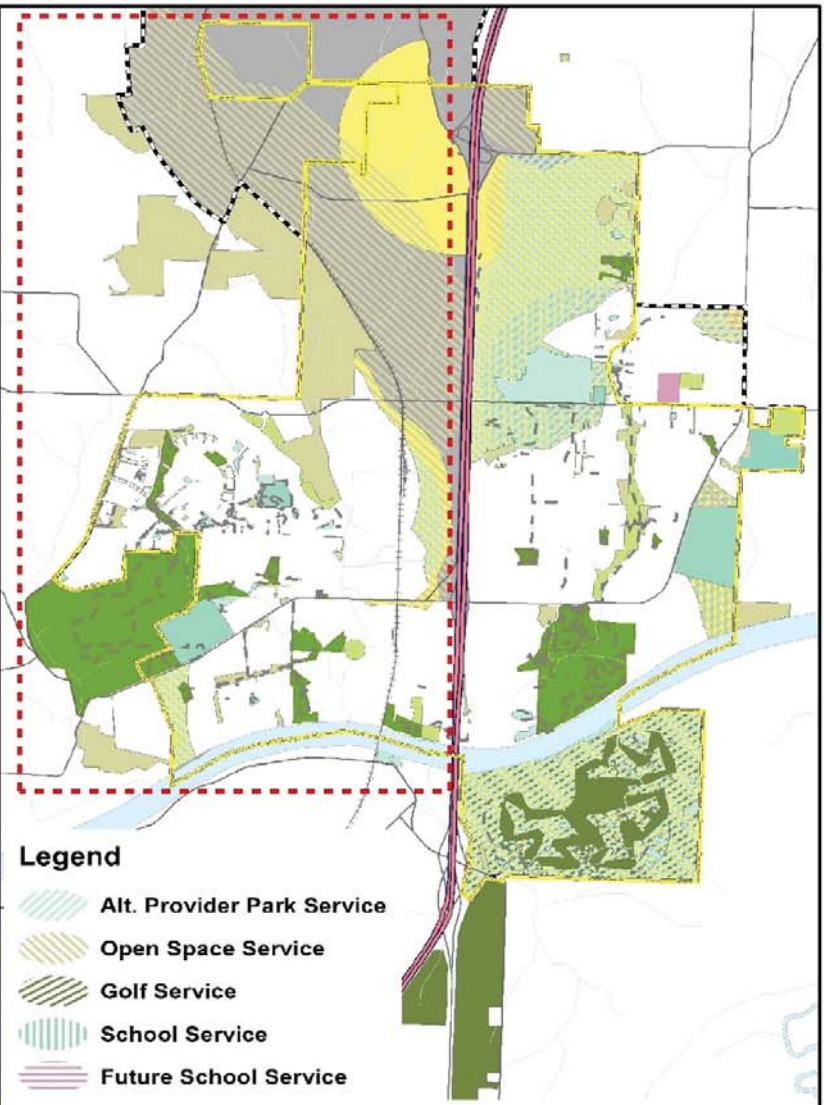 Legend
Alt. Provider Park Service
Open Space Service
Golf Service
School Service
Future School Service